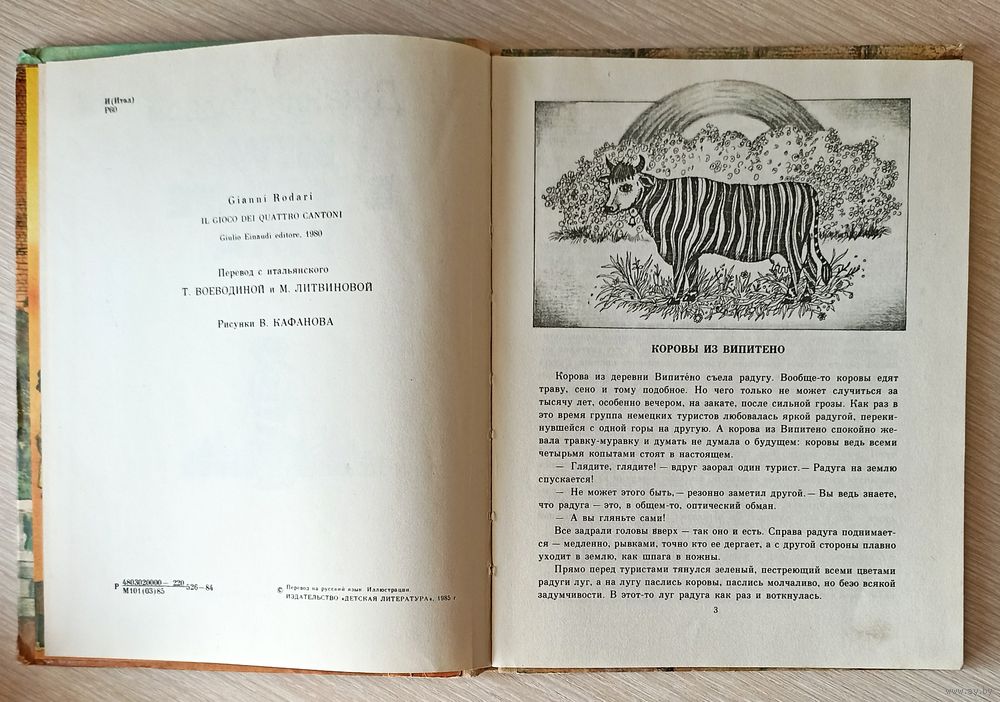 И(Итал)
Р60
Gianni Rodari
IL GIOCO DEI QUATTRO CANTONI
Giulio Einaudi editore, 1980
Перевод с итальянского
Т. ВОЕВОДИНОЙ и М. ЛИТВИНОВОЙ
Рисунки В. КАФАНОВА
Р 4803020000—220 526—84
М101(03)85
© Перевод на русский язык. Иллюстрации.
ИЗДАТЕЛЬСТВО «ДЕТСКАЯ ЛИТЕРАТУРА», 1985 г.
КОРОВЫ ИЗ ВИПИТЕНО
Корова из деревни Випите́но съела радугу. Вообще-то коровы едят
траву, сено и тому подобное. Но чего только не может случиться за
тысячу лет, особенно вечером, на закате, после сильной грозы. Как раз в
это время группа немецких туристов любовалась яркой радугой, переки-
нувшейся с одной горы на другую. А корова из Випитено спокойно же-
вала травку-муравку и думать не думала о будущем: коровы ведь всеми
четырьмя копытами стоят в настоящем.
— Глядите, глядите! — вдруг заорал один турист.— Радуга на землю
спускается!
— Не может этого быть,— резонно заметил другой.— Вы ведь знаете,
что радуга — это, в общем-то, оптический обман.
— А вы гляньте сами!
Все задрали головы вверх — так оно и есть. Справа радуга поднимает-
ся — медленно, рывками, точно кто ее дергает, а с другой стороны плавно
уходит в землю, как шпага в ножны.
Прямо перед туристами тянулся зеленый, пестреющий всеми цветами
радуги луг, а на лугу паслись коровы, паслись молчаливо, но безо всякой
задумчивости. В этот-то луг радуга как раз и воткнулась.
3
www.ay.by